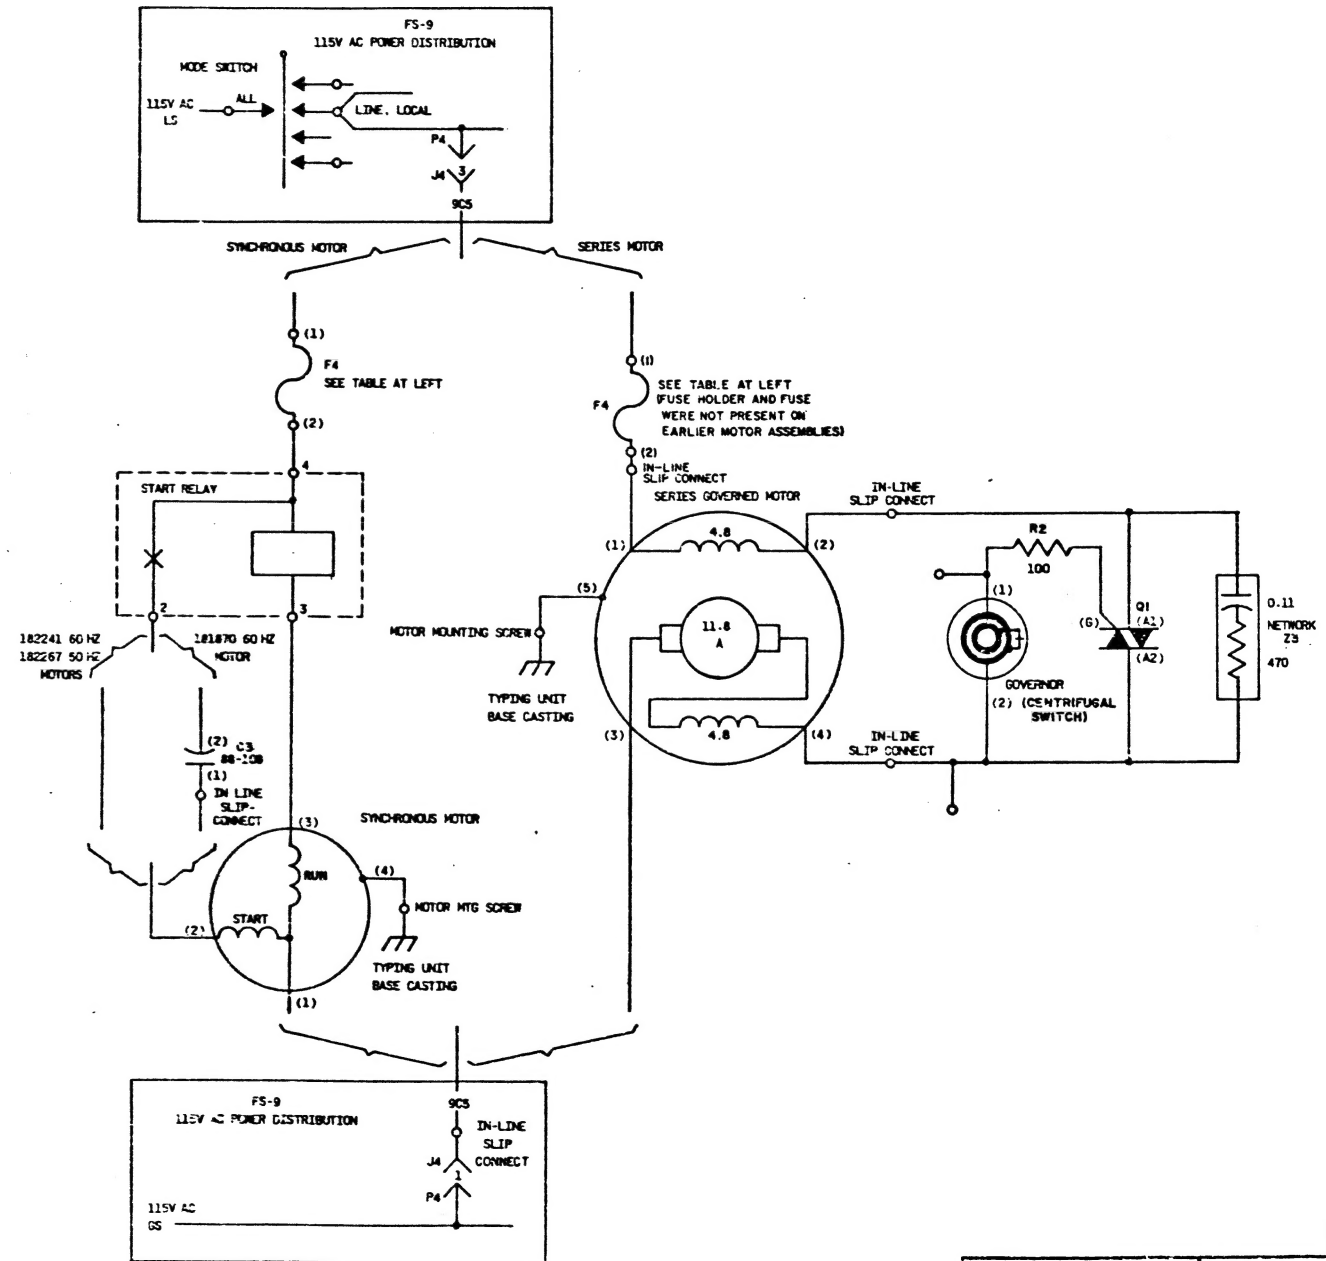 FS-9
115V AC POWER DISTRIBUTION
MODE SWITCH
115V AC
LS
ALL
LINE, LOCAL
P4
J4
3
9C5
SYNCHRONOUS MOTOR
SERIES MOTOR
(1)
F4
SEE TABLE AT LEFT
(2)
(1)
F4
SEE TABLE AT LEFT
(FUSE HOLDER AND FUSE
WERE NOT PRESENT ON
EARLIER MOTOR ASSEMBLIES)
(2)
IN-LINE
SLIP CONNECT
4
START RELAY
2
3
182241 60 HZ
182267 50 HZ
MOTORS
181870 60 HZ
MOTOR
(2)
C3
88-108
(1)
IN LINE
SLIP-
CONNECT
SERIES GOVERNED MOTOR
(1)
4.8
(2)
(5)
MOTOR MOUNTING SCREW
TYPING UNIT
BASE CASTING
11.8
A
(3)
4.8
(4)
IN-LINE
SLIP CONNECT
R2
100
(1)
GOVERNOR
(2) (CENTRIFUGAL
SWITCH)
Q1
(G)
(A1)
(A2)
0.11
NETWORK
Z3
470
IN-LINE
SLIP CONNECT
SYNCHRONOUS MOTOR
(3)
RUN
(4)
MOTOR MTG SCREW
START
(2)
TYPING UNIT
BASE CASTING
(1)
FS-9
115V AC POWER DISTRIBUTION
9C5
IN-LINE
SLIP
CONNECT
J4
1
P4
115V AC
GS